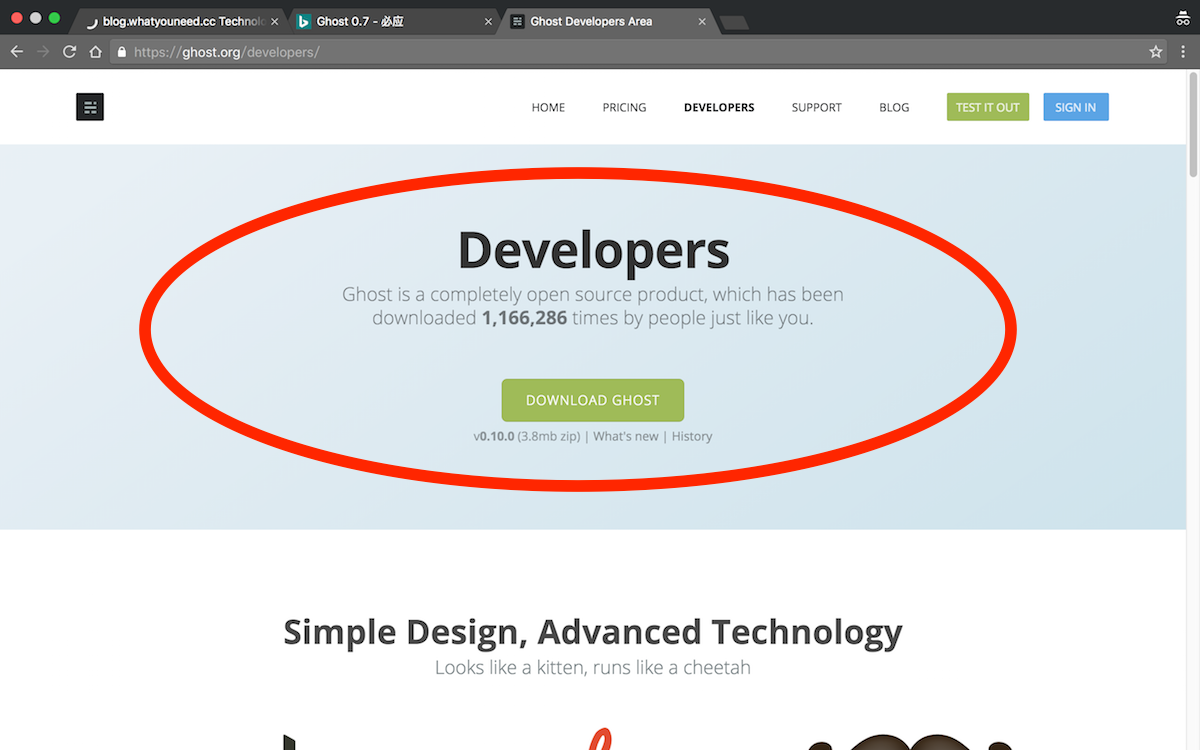 blog.whatyouneed.cc Technolo
Ghost 0.7 - 必应
Ghost Developers Area
https://ghost.org/developers/
HOME
PRICING
DEVELOPERS
SUPPORT
BLOG
TEST IT OUT
SIGN IN
Developers
Ghost is a completely open source product, which has been
downloaded 1,166,286 times by people just like you.
DOWNLOAD GHOST
v0.10.0 (3.8mb zip) | What's new | History
Simple Design, Advanced Technology
Looks like a kitten, runs like a cheetah